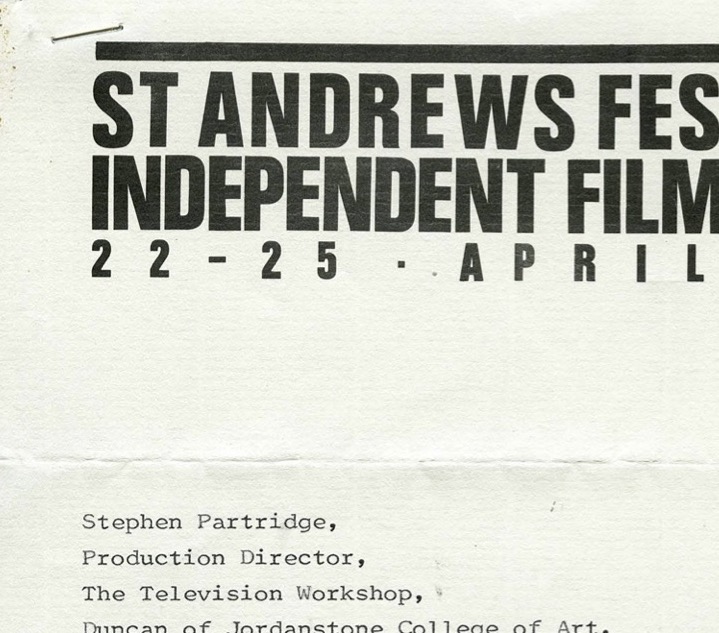 ST ANDREWS FES
INDEPENDENT FILM
22-25 · APRIL
Stephen Partridge,
Production Director,
The Television Workshop,
Duncan of Jordanstone College of Art,